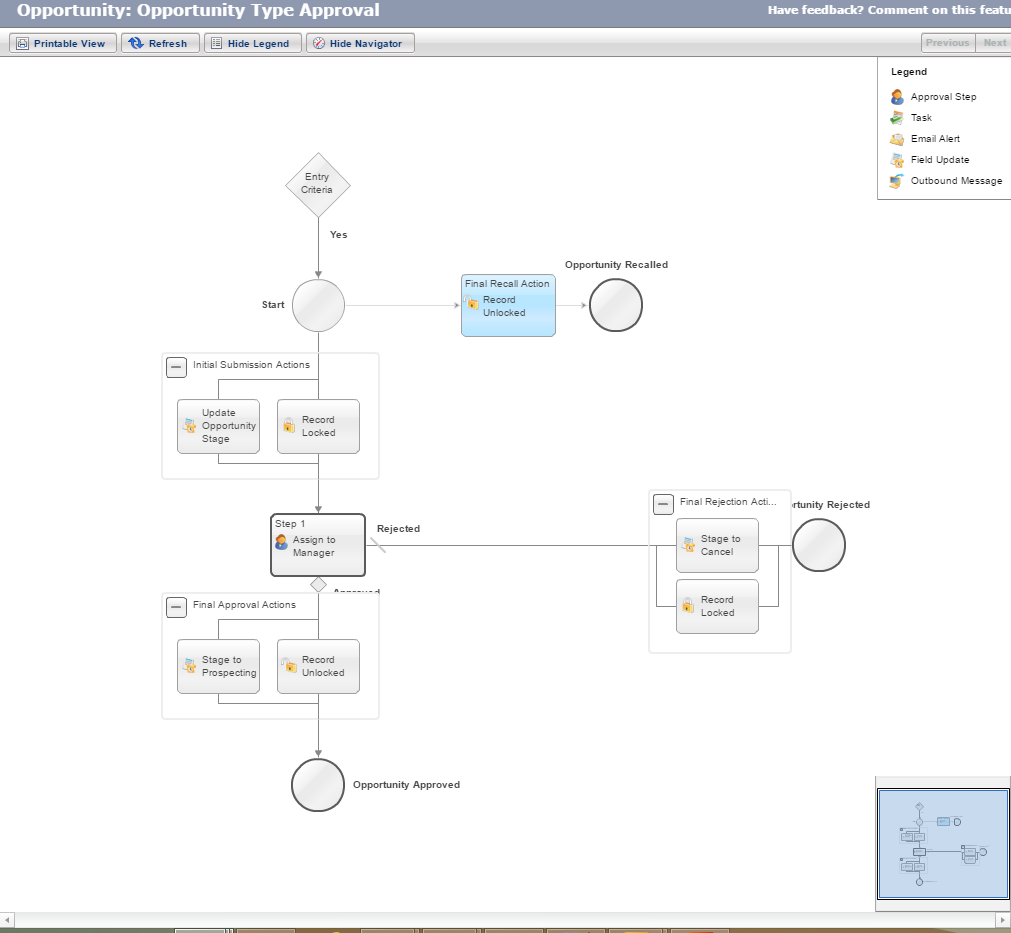 Opportunity: Opportunity Type Approval
Have feedback? Comment on this featu
Printable View
Refresh
Hide Legend
Hide Navigator
Previous
Next
Legend
Approval Step
Task
Email Alert
Field Update
Outbound Message
Entry
Criteria
Yes
Start
Final Recall Action
Record
Unlocked
Opportunity Recalled
Initial Submission Actions
Update
Opportunity
Stage
Record
Locked
Step 1
Assign to
Manager
Rejected
Final Rejection Acti...
Stage to
Cancel
Record
Locked
rtunity Rejected
Approved
Final Approval Actions
Stage to
Prospecting
Record
Unlocked
Opportunity Approved